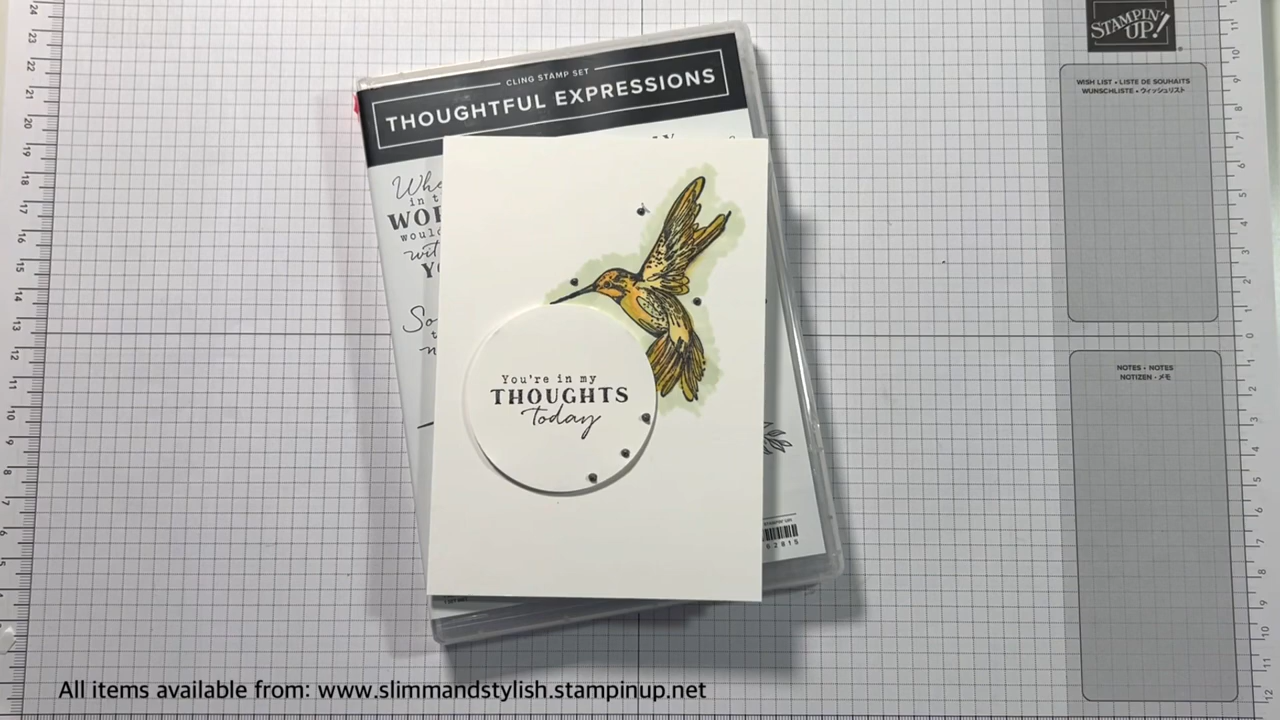 STAMPIN' UP!
WISH LIST • LISTE DE SOUHAITS
WUNSCHLISTE • ウィッシュリスト
CLING STAMP SET
THOUGHTFUL EXPRESSIONS
in t
would
You're in my
THOUGHTS
Today
NOTES • NOTES
NOTIZEN • メモ
All items available from: www.slimmandstylish.stampinup.net